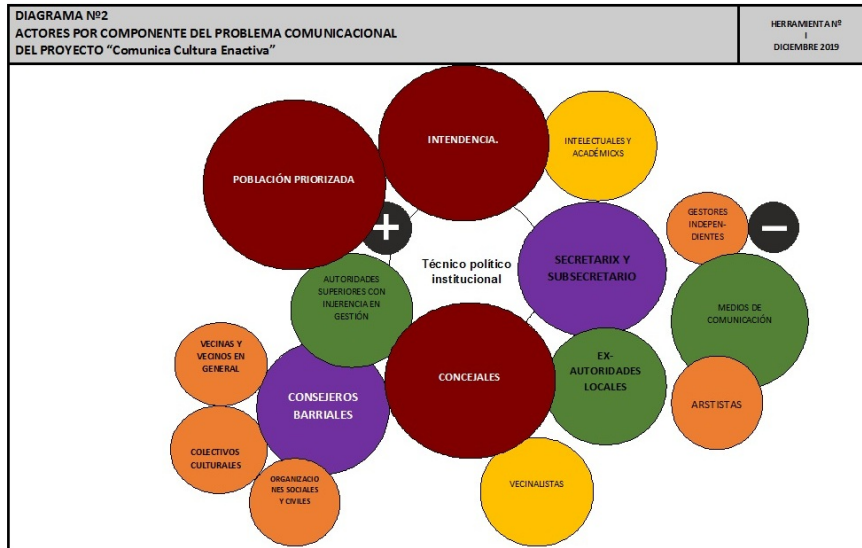 DIAGRAMA Nº2
ACTORES POR COMPONENTE DEL PROBLEMA COMUNICACIONAL
DEL PROYECTO “Comunica Cultura Enactiva”
HERRAMIENTA Nº
I
DICIEMBRE 2019
INTENDENCIA.
INTELECTUALES Y
ACADÉMICXS
POBLACIÓN PRIORIZADA
+
GESTORES
INDEPEN-
DIENTES
−
Técnico político
institucional
SECRETARIX Y
SUBSECRETARIO
AUTORIDADES
SUPERIORES CON
INJERENCIA EN
GESTIÓN
MEDIOS DE
COMUNICACIÓN
VECINAS Y
VECINOS EN
GENERAL
CONSEJEROS
BARRIALES
CONCEJALES
EX-
AUTORIDADES
LOCALES
ARSTISTAS
COLECTIVOS
CULTURALES
ORGANIZACIO
NES SOCIALES
Y CIVILES
VECINALISTAS